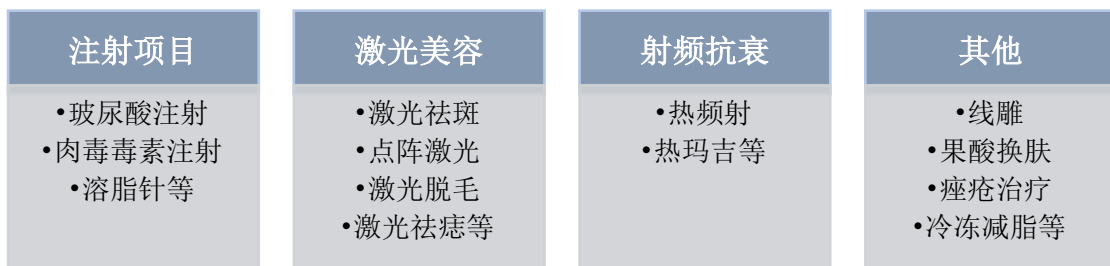 注射项目
•玻尿酸注射
•肉毒毒素注射
•溶脂针等
激光美容
•激光祛斑
•点阵激光
•激光脱毛
•激光祛痣等
射频抗衰
•热频射
•热玛吉等
其他
•线雕
•果酸换肤
•痤疮治疗
•冷冻减脂等